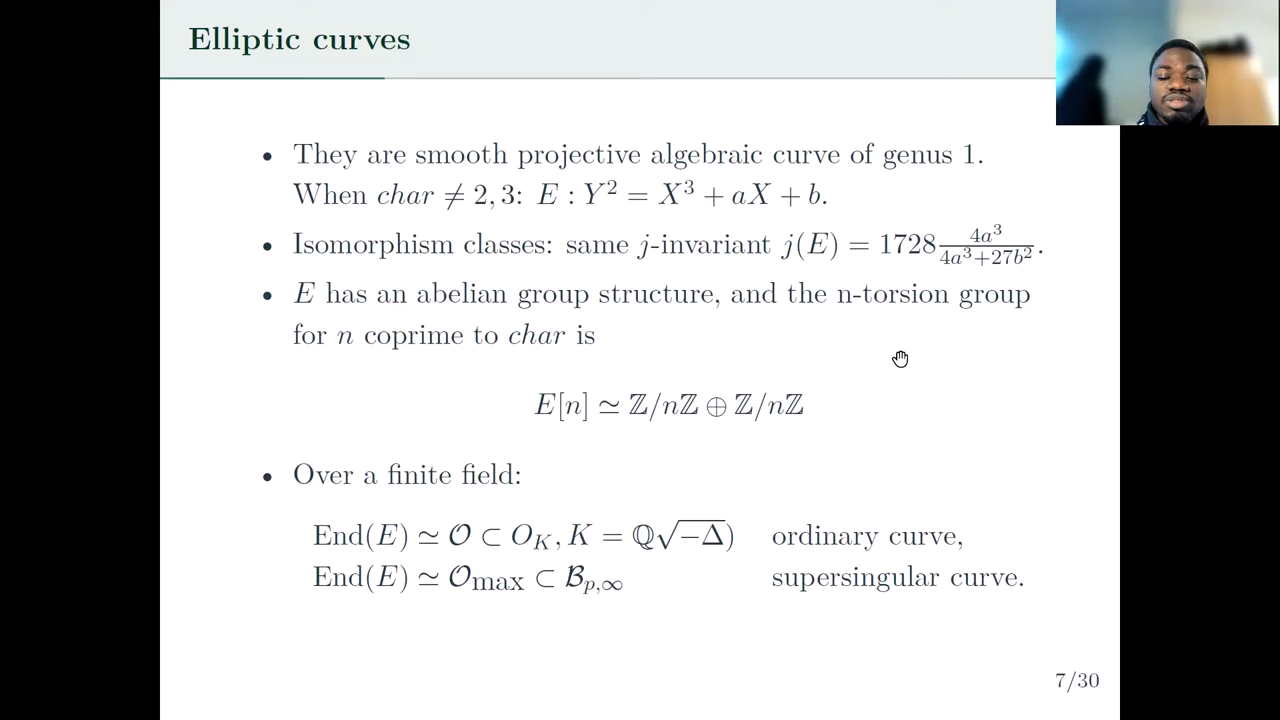 Elliptic curves
• They are smooth projective algebraic curve of genus 1.
When char ≠ 2, 3: E : Y² = X³ + aX + b.
• Isomorphism classes: same j-invariant j(E) = 1728 4a³/(4a³+27b²).
• E has an abelian group structure, and the n-torsion group
for n coprime to char is
E[n] ≃ ℤ/nℤ ⊕ ℤ/nℤ
• Over a finite field:
End(E) ≃ 𝒪 ⊂ O_K, K = ℚ√−Δ) ordinary curve,
End(E) ≃ 𝒪max ⊂ ℬ_{p,∞} supersingular curve.
7/30